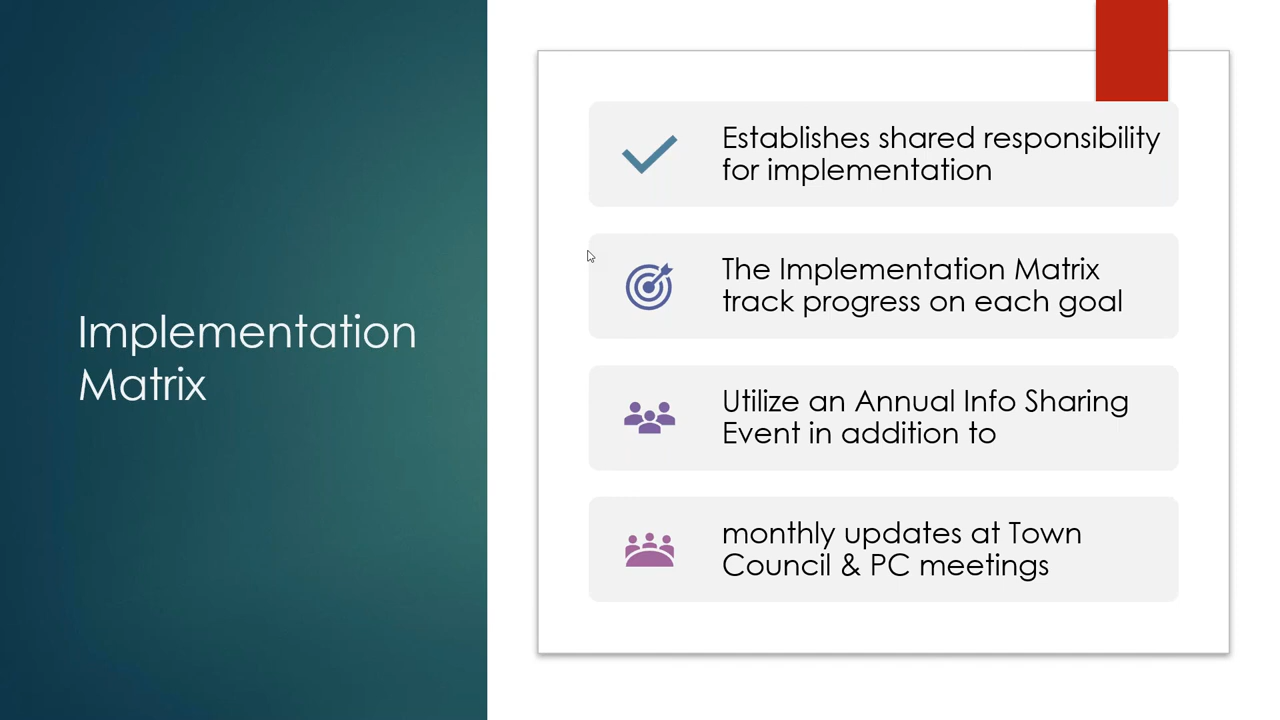 Implementation
Matrix
Establishes shared responsibility
for implementation
The Implementation Matrix
track progress on each goal
Utilize an Annual Info Sharing
Event in addition to
monthly updates at Town
Council & PC meetings